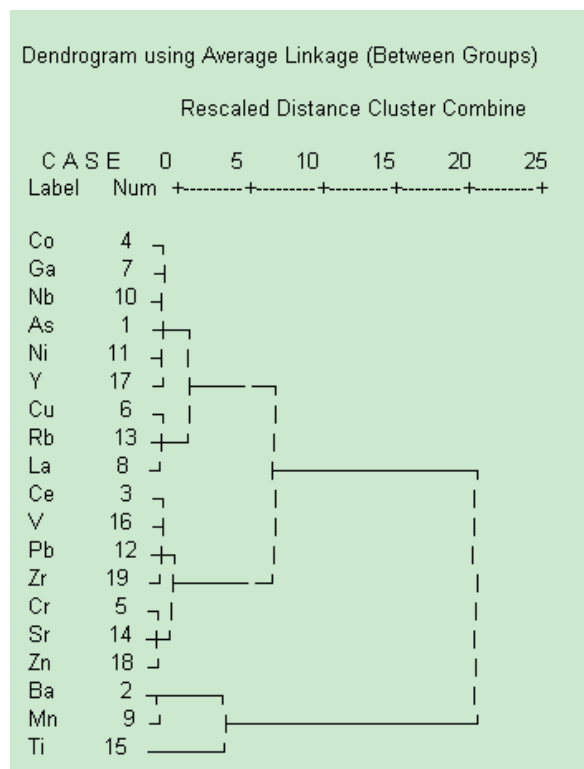 Dendrogram using Average Linkage (Between Groups)
Rescaled Distance Cluster Combine
C A S E 0 5 10 15 20 25
Label Num +---------+---------+---------+---------+---------+
Co 4
Ga 7
Nb 10
As 1
Ni 11
Y 17
Cu 6
Rb 13
La 8
Ce 3
V 16
Pb 12
Zr 19
Cr 5
Sr 14
Zn 18
Ba 2
Mn 9
Ti 15